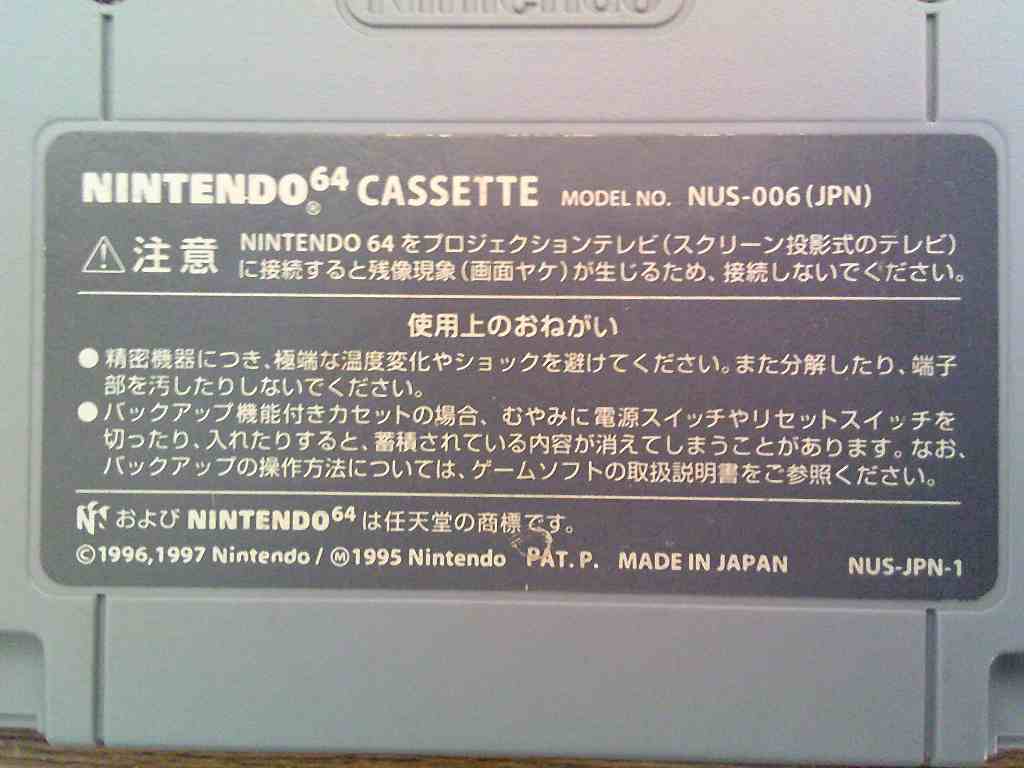 Nintendo
NINTENDO64® CASSETTE MODEL NO. NUS-006(JPN)
⚠注意 NINTENDO 64 をプロジェクションテレビ(スクリーン投影式のテレビ)
に接続すると残像現象(画面ヤケ)が生じるため、接続しないでください。
使用上のおねがい
●精密機器につき、極端な温度変化やショックを避けてください。また分解したり、端子
部を汚したりしないでください。
●バックアップ機能付きカセットの場合、むやみに電源スイッチやリセットスイッチを
切ったり、入れたりすると、蓄積されている内容が消えてしまうことがあります。なお、
バックアップの操作方法については、ゲームソフトの取扱説明書をご参照ください。
および NINTENDO64 は任天堂の商標です。
©1996,1997 Nintendo / Ⓜ1995 Nintendo PAT. P. MADE IN JAPAN NUS-JPN-1